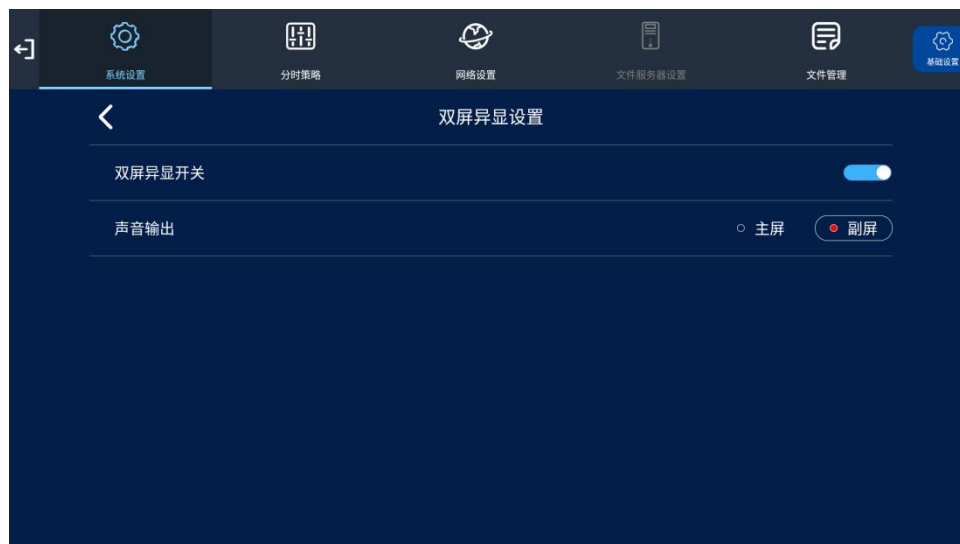 系统设置
分时策略
网络设置
文件服务器设置
文件管理
基础设置
双屏异显设置
双屏异显开关
声音输出 主屏 副屏